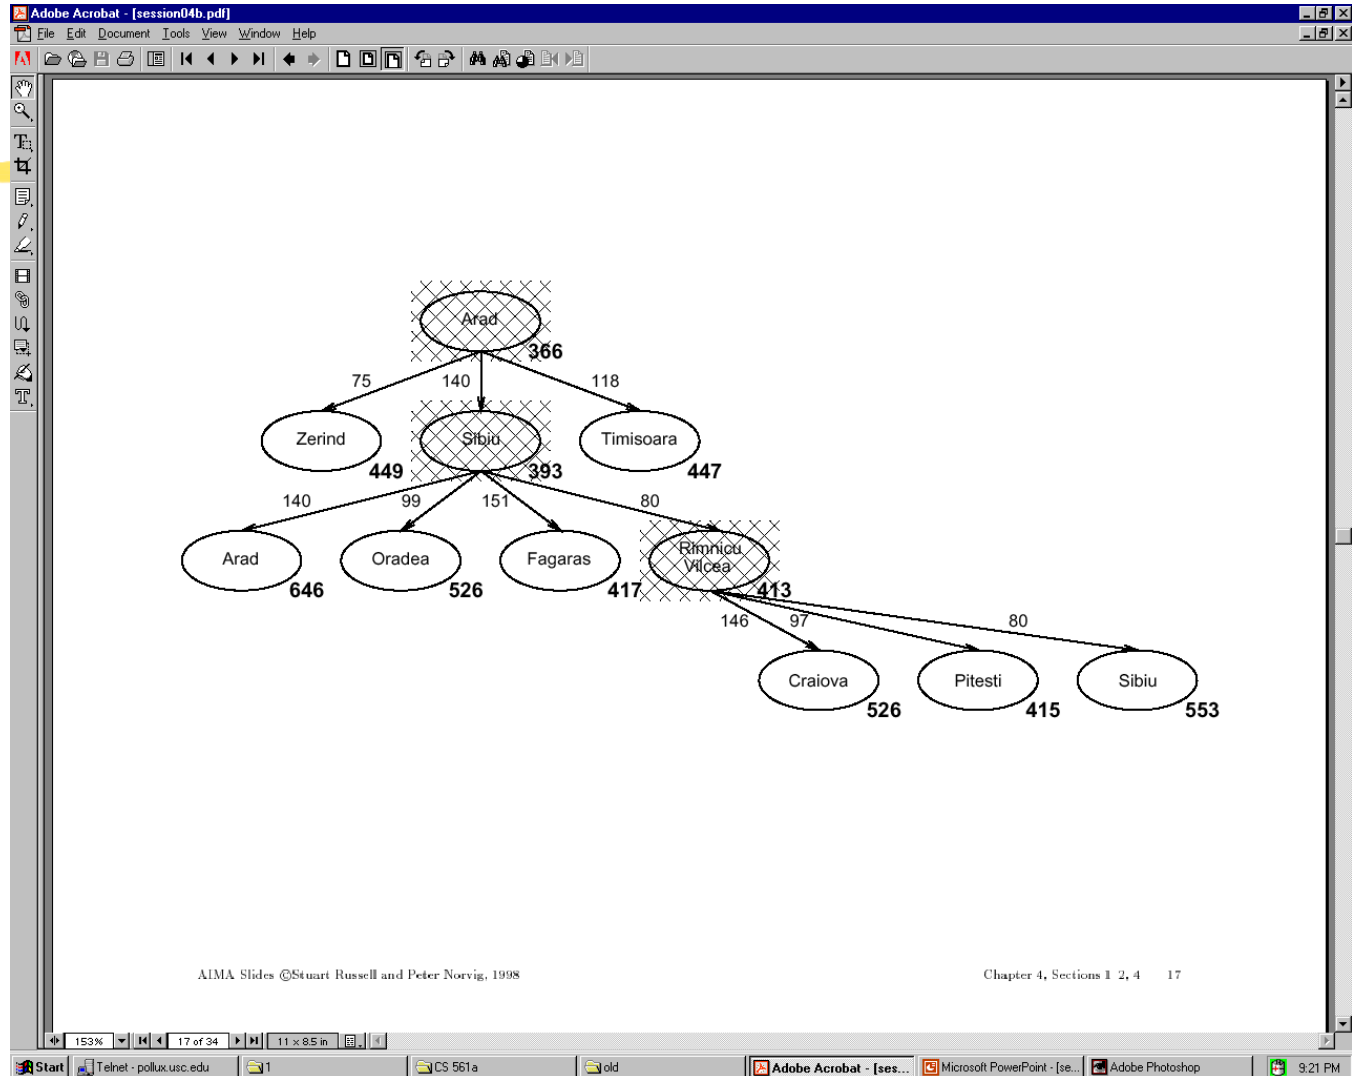 Adobe Acrobat - [session04b.pdf]
File Edit Document Tools View Window Help
Arad
366
75 140 118
Zerind Sibiu Timisoara
449 393 447
140 99 151 80
Arad Oradea Fagaras Rimnicu Vilcea
646 526 417 413
146 97 80
Craiova Pitesti Sibiu
526 415 553
AIMA Slides ©Stuart Russell and Peter Norvig, 1998 Chapter 4, Sections 1 2, 4 17
153% 17 of 34 11 x 8.5 in
Start Telnet - pollux.usc.edu 1 CS 561a old Adobe Acrobat - [ses... Microsoft PowerPoint - [se... Adobe Photoshop 9:21 PM